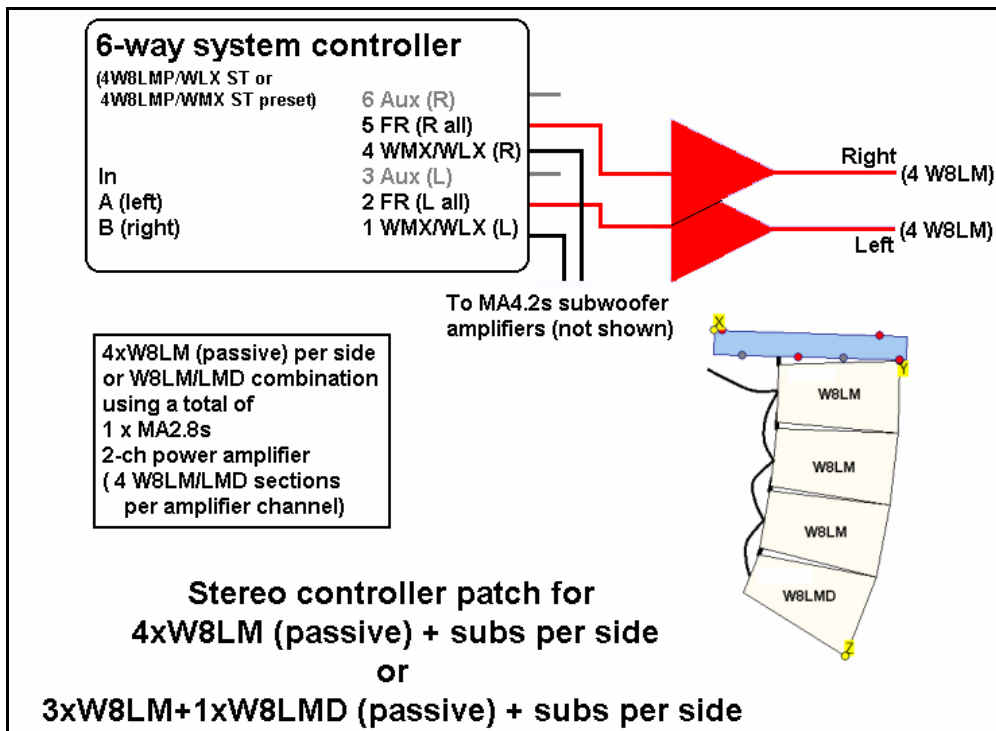 6-way system controller
(4W8LMP/WLX ST or
4W8LMP/WMX ST preset)
6 Aux (R)
5 FR (R all)
4 WMX/WLX (R)
In
3 Aux (L)
A (left)
2 FR (L all)
B (right)
1 WMX/WLX (L)
Right
(4 W8LM)
(4 W8LM)
Left
To MA4.2s subwoofer
amplifiers (not shown)
4xW8LM (passive) per side
or W8LM/LMD combination
using a total of
1 x MA2.8s
2-ch power amplifier
( 4 W8LM/LMD sections
per amplifier channel)
X
Y
W8LM
W8LM
W8LM
W8LMD
Z
Stereo controller patch for
4xW8LM (passive) + subs per side
or
3xW8LM+1xW8LMD (passive) + subs per side